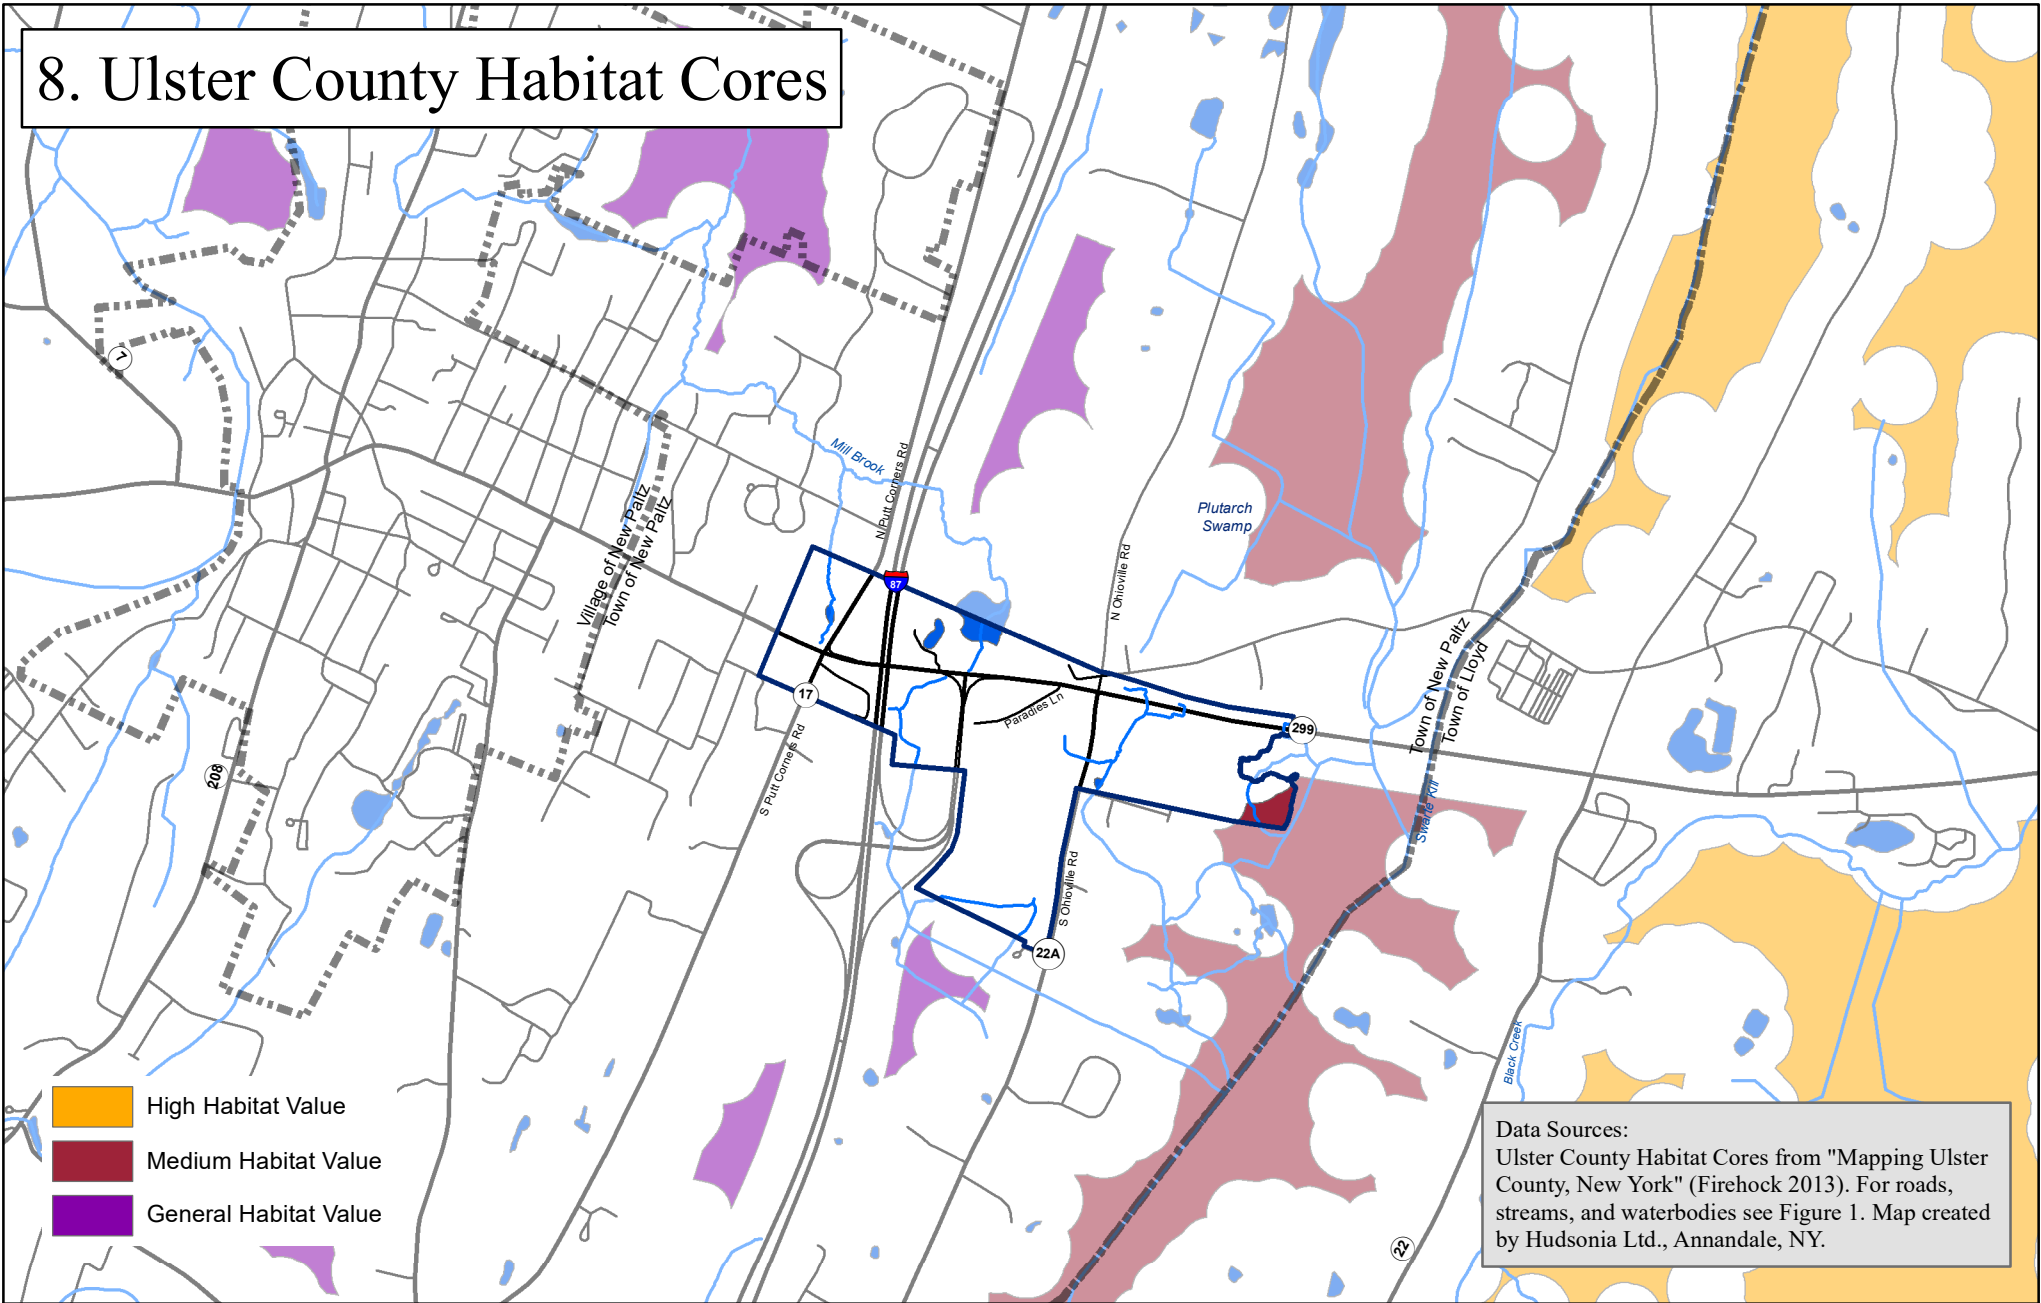 8. Ulster County Habitat Cores
7
Mill Brook
N Putt Corners Rd
Village of New Paltz
Town of New Paltz
Plutarch
Swamp
N Ohioville Rd
87
17
Paradies Ln
299
Town of New Paltz
Town of Lloyd
208
S Putt Corners Rd
Swarte Kill
S Ohioville Rd
22A
Black Creek
22
High Habitat Value
Medium Habitat Value
General Habitat Value
Data Sources:
Ulster County Habitat Cores from "Mapping Ulster
County, New York" (Firehock 2013). For roads,
streams, and waterbodies see Figure 1. Map created
by Hudsonia Ltd., Annandale, NY.